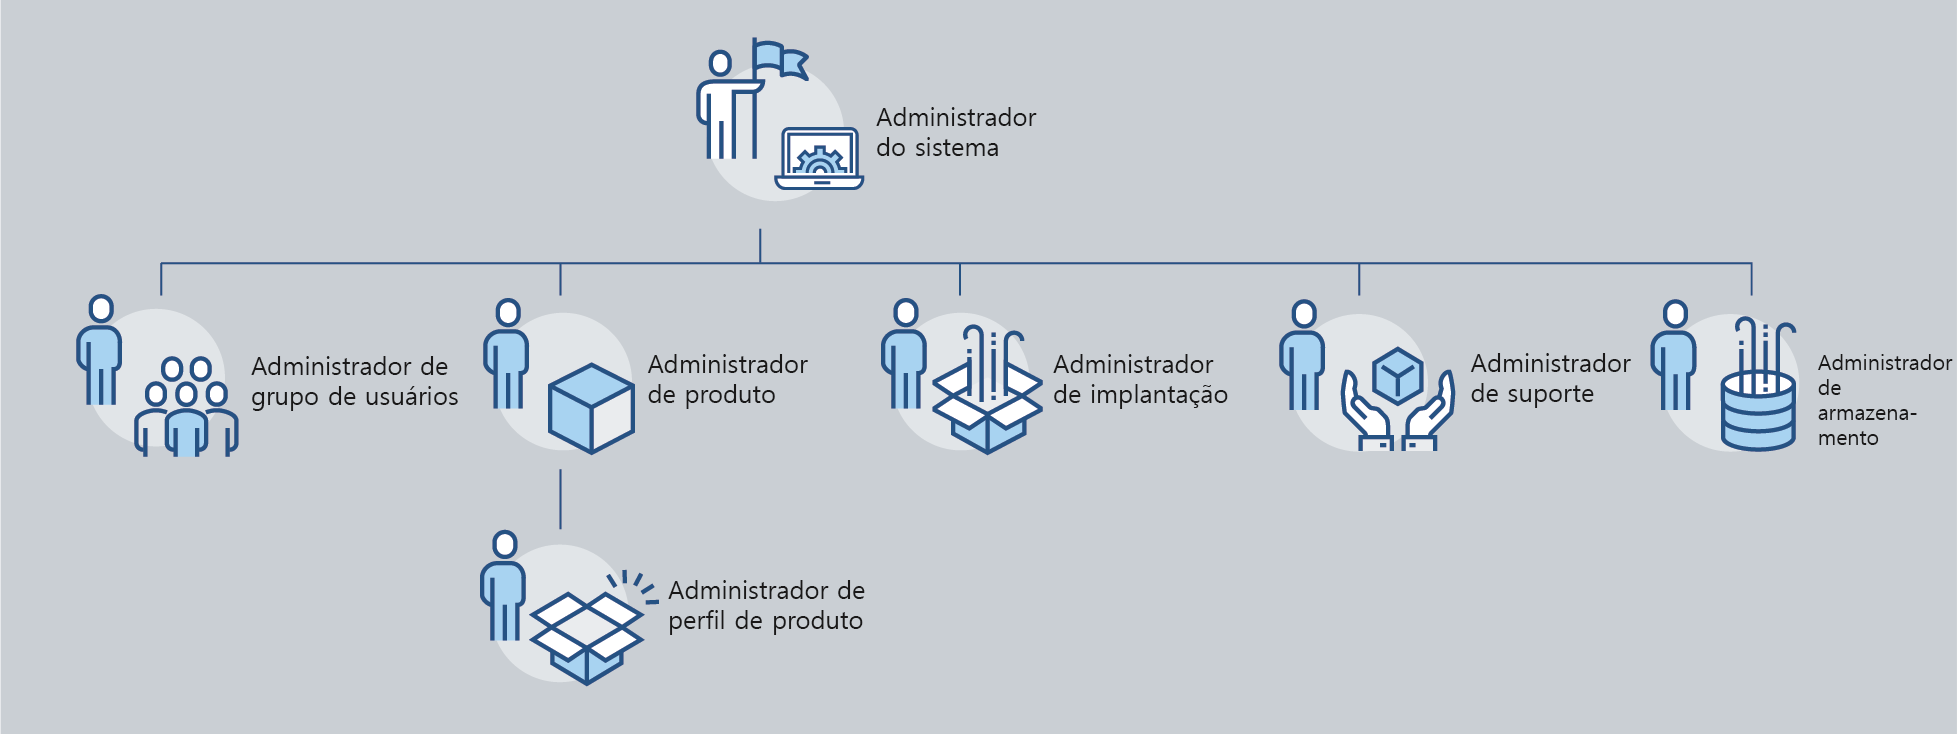 Administrador
do sistema
Administrador de
grupo de usuários
Administrador
de produto
Administrador
de implantação
Administrador
de suporte
Administrador
de
armazena-
mento
Administrador de
perfil de produto